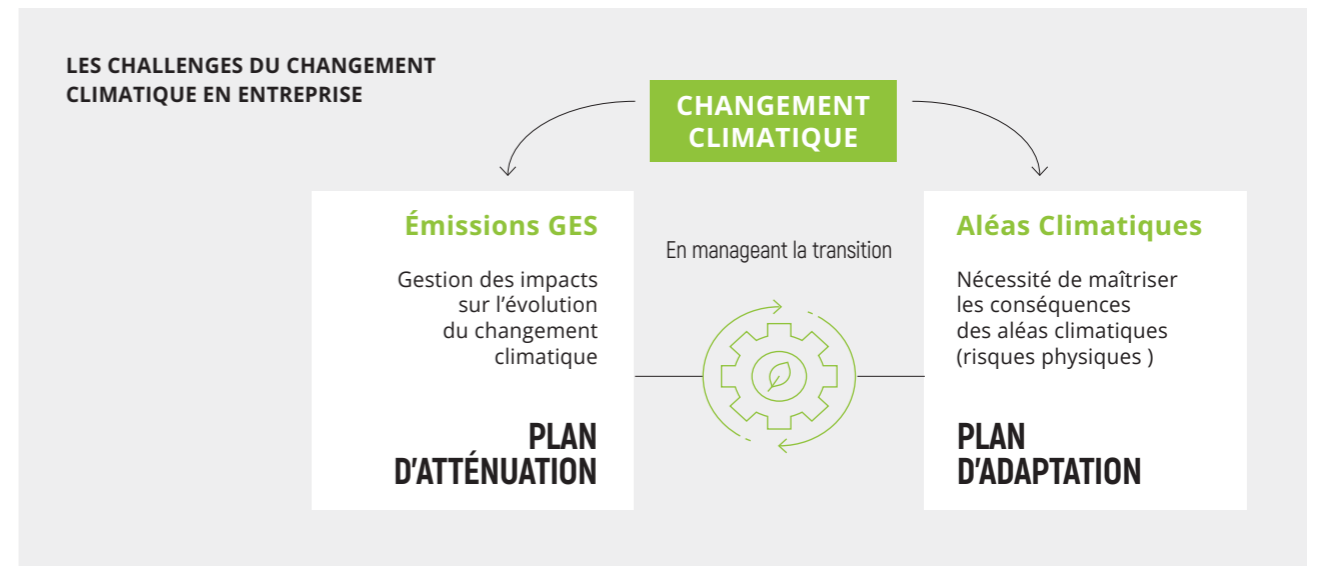 LES CHALLENGES DU CHANGEMENT
CLIMATIQUE EN ENTREPRISE
CHANGEMENT
CLIMATIQUE
Émissions GES
Gestion des impacts
sur l’évolution
du changement
climatique
PLAN
D’ATTÉNUATION
En manageant la transition
Aléas Climatiques
Nécessité de maîtriser
les conséquences
des aléas climatiques
(risques physiques )
PLAN
D’ADAPTATION